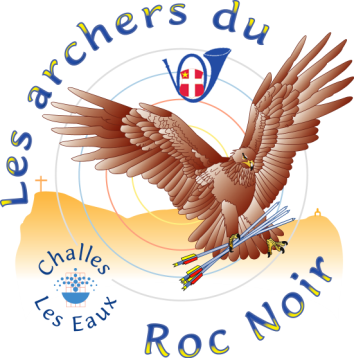 Les archers du
Roc Noir
Challes
Les Eaux